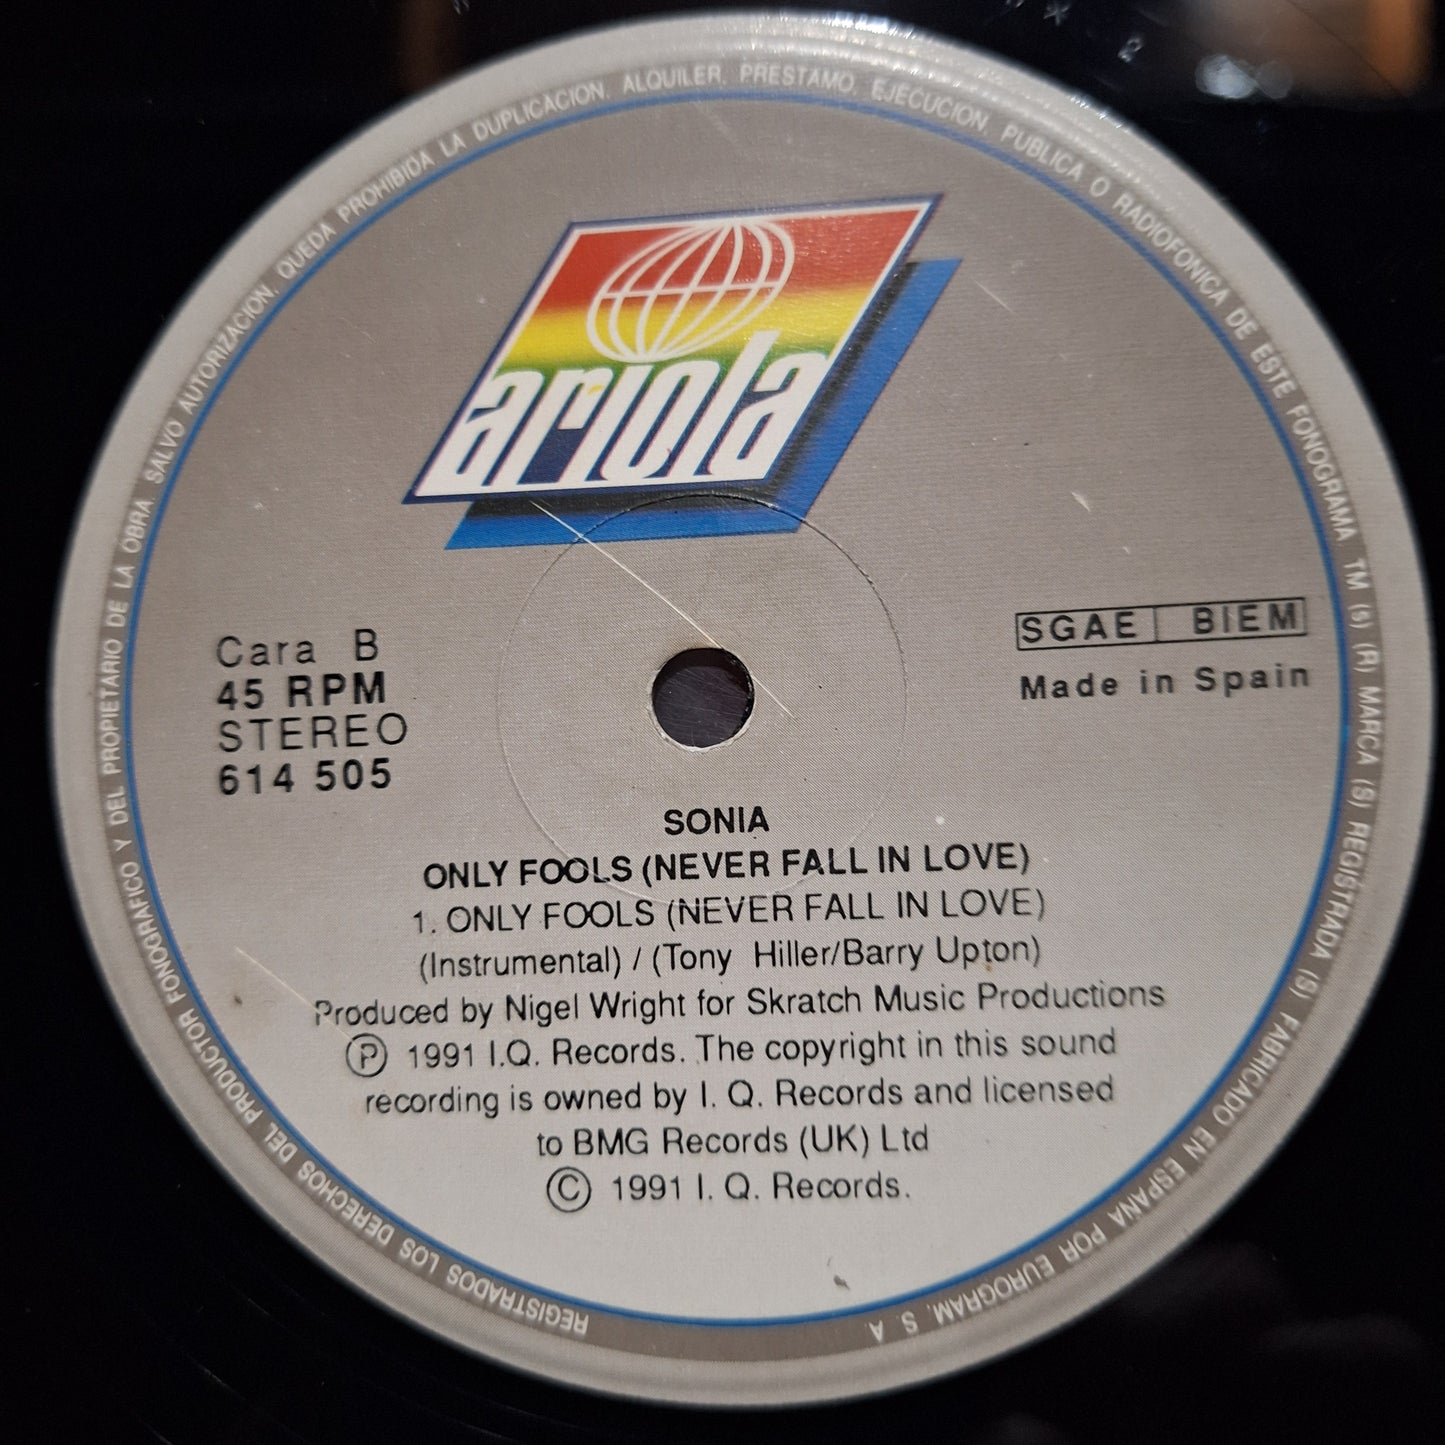 REGISTRADOS LOS DERECHOS DEL PRODUCTOR FONOGRAFICO Y DEL PROPIETARIO DE LA OBRA. SALVO AUTORIZACION, QUEDA PROHIBIDA LA DUPLICACION, ALQUILER, PRESTAMO, EJECUCION, PUBLICA O RADIOFONICA DE ESTE FONOGRAMA TM (s) (R) MARCA (S) REGISTRADA (S) FABRICADO EN ESPAÑA POR EUROGRAM, S A
ariola
Cara B
45 RPM
STEREO
614 505
SGAE BIEM
Made in Spain
SONIA
ONLY FOOLS (NEVER FALL IN LOVE)
1. ONLY FOOLS (NEVER FALL IN LOVE)
(Instrumental) / (Tony Hiller/Barry Upton)
Produced by Nigel Wright for Skratch Music Productions
Ⓟ 1991 I.Q. Records. The copyright in this sound
recording is owned by I. Q. Records and licensed
to BMG Records (UK) Ltd
© 1991 I. Q. Records.